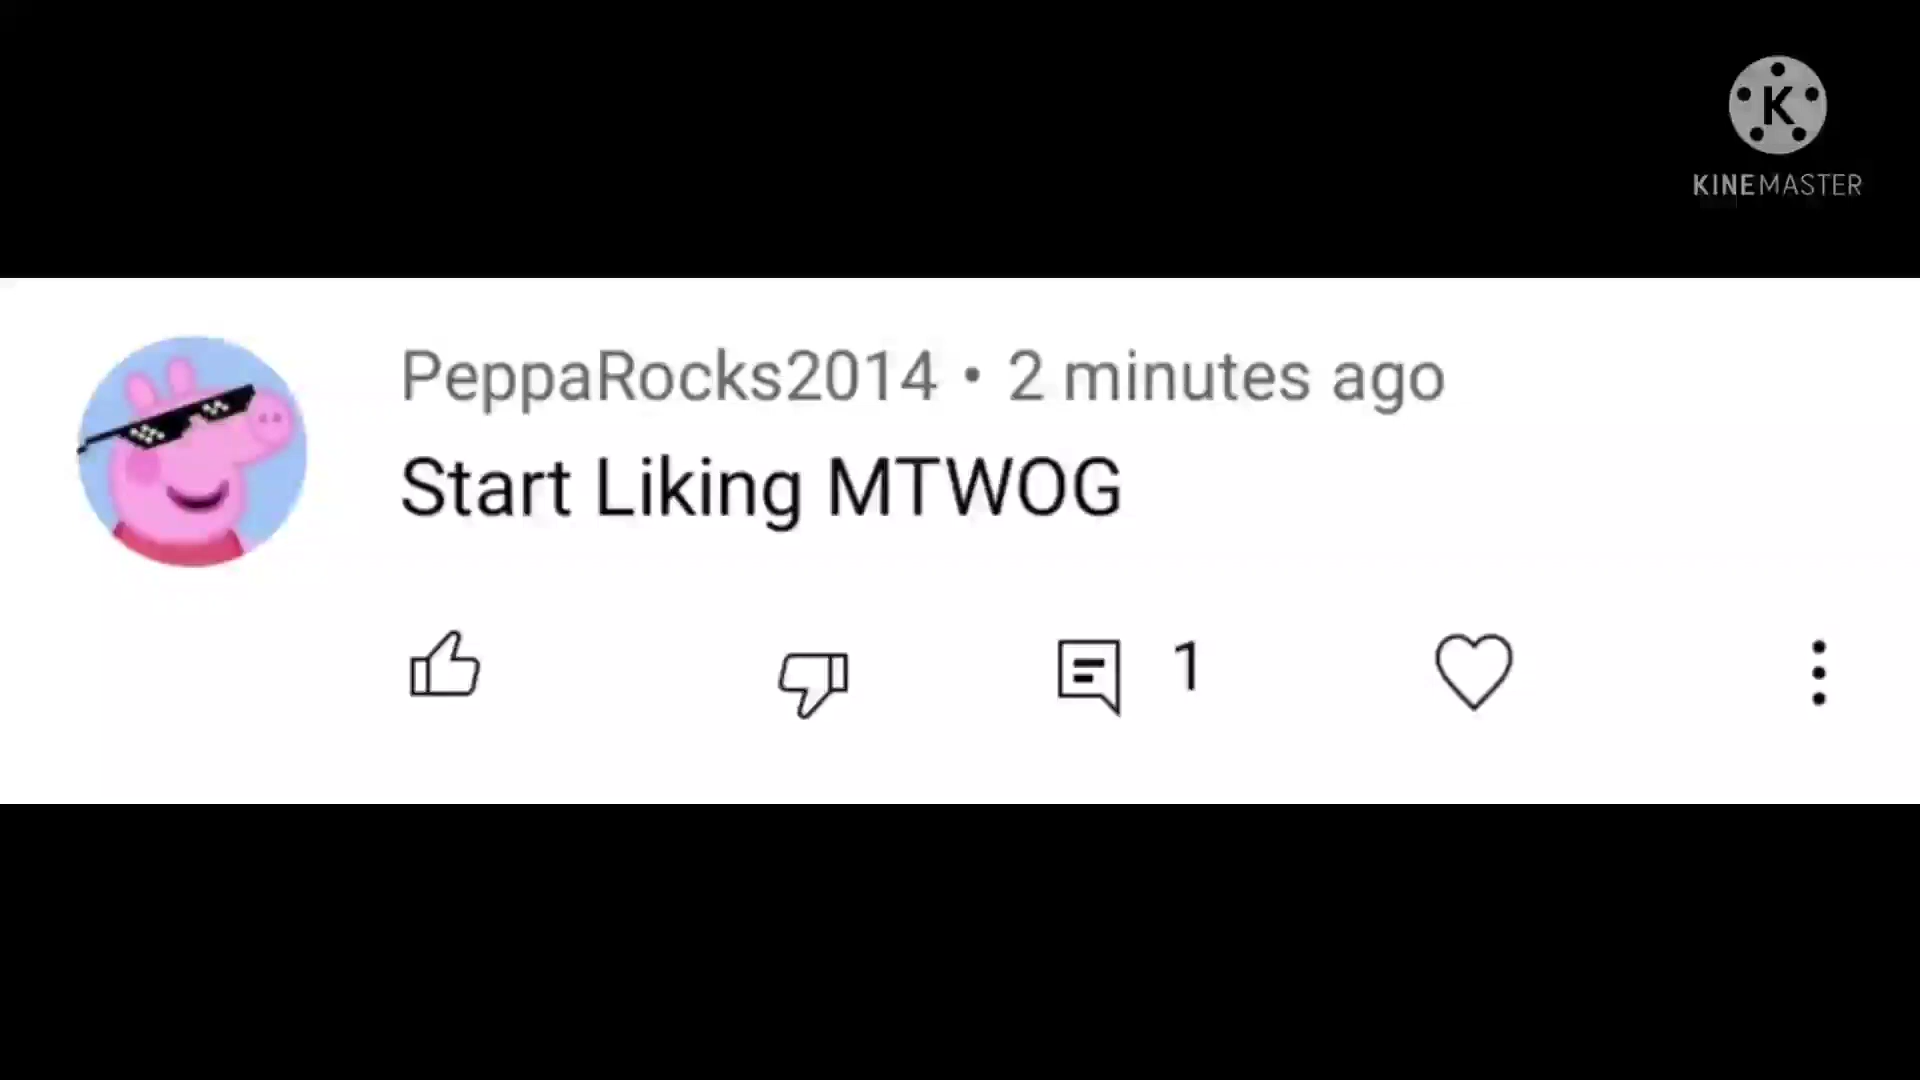 K
KINEMASTER
PeppaRocks2014 • 2 minutes ago
Start Liking MTWOG
1